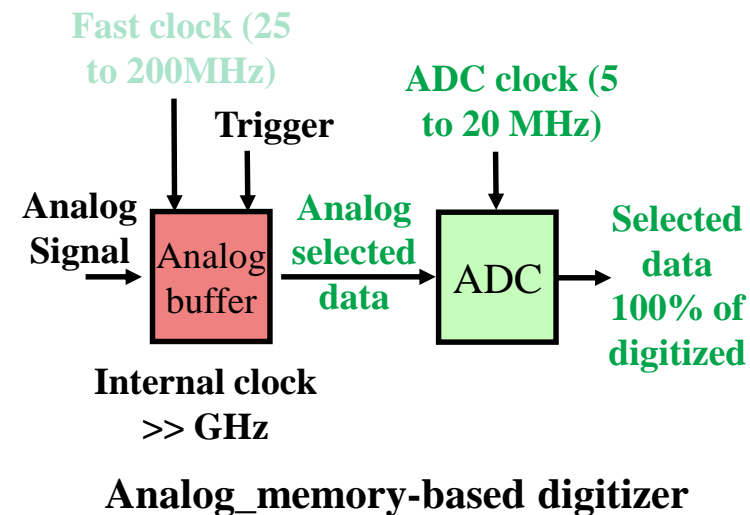 Fast clock (25
to 200MHz)
ADC clock (5
to 20 MHz)
Trigger
Analog
Signal
Analog
buffer
Analog
selected
data
ADC
Selected
data
100% of
digitized
Internal clock
>> GHz
Analog_memory-based digitizer